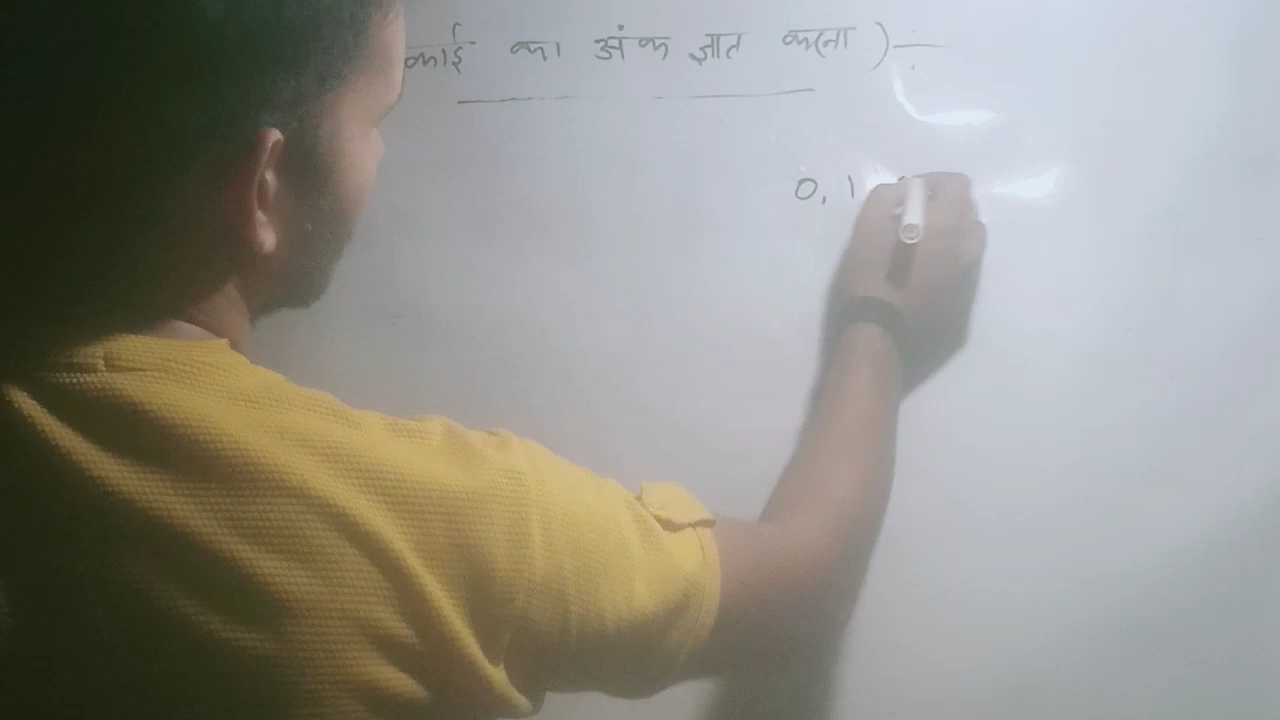 काई का अंक ज्ञात करना ) ÷
0, 1